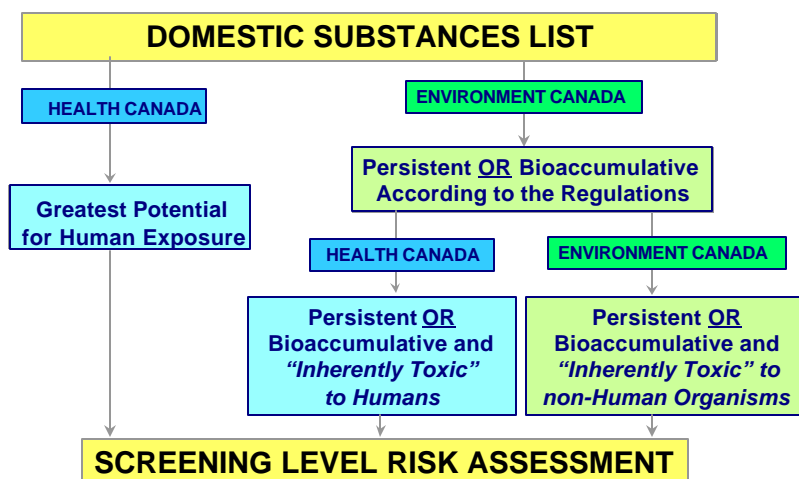 DOMESTIC SUBSTANCES LIST
HEALTH CANADA
ENVIRONMENT CANADA
Persistent OR Bioaccumulative
According to the Regulations
Greatest Potential
for Human Exposure
HEALTH CANADA
ENVIRONMENT CANADA
Persistent OR
Bioaccumulative and
“Inherently Toxic”
to Humans
Persistent OR
Bioaccumulative and
“Inherently Toxic” to
non-Human Organisms
SCREENING LEVEL RISK ASSESSMENT